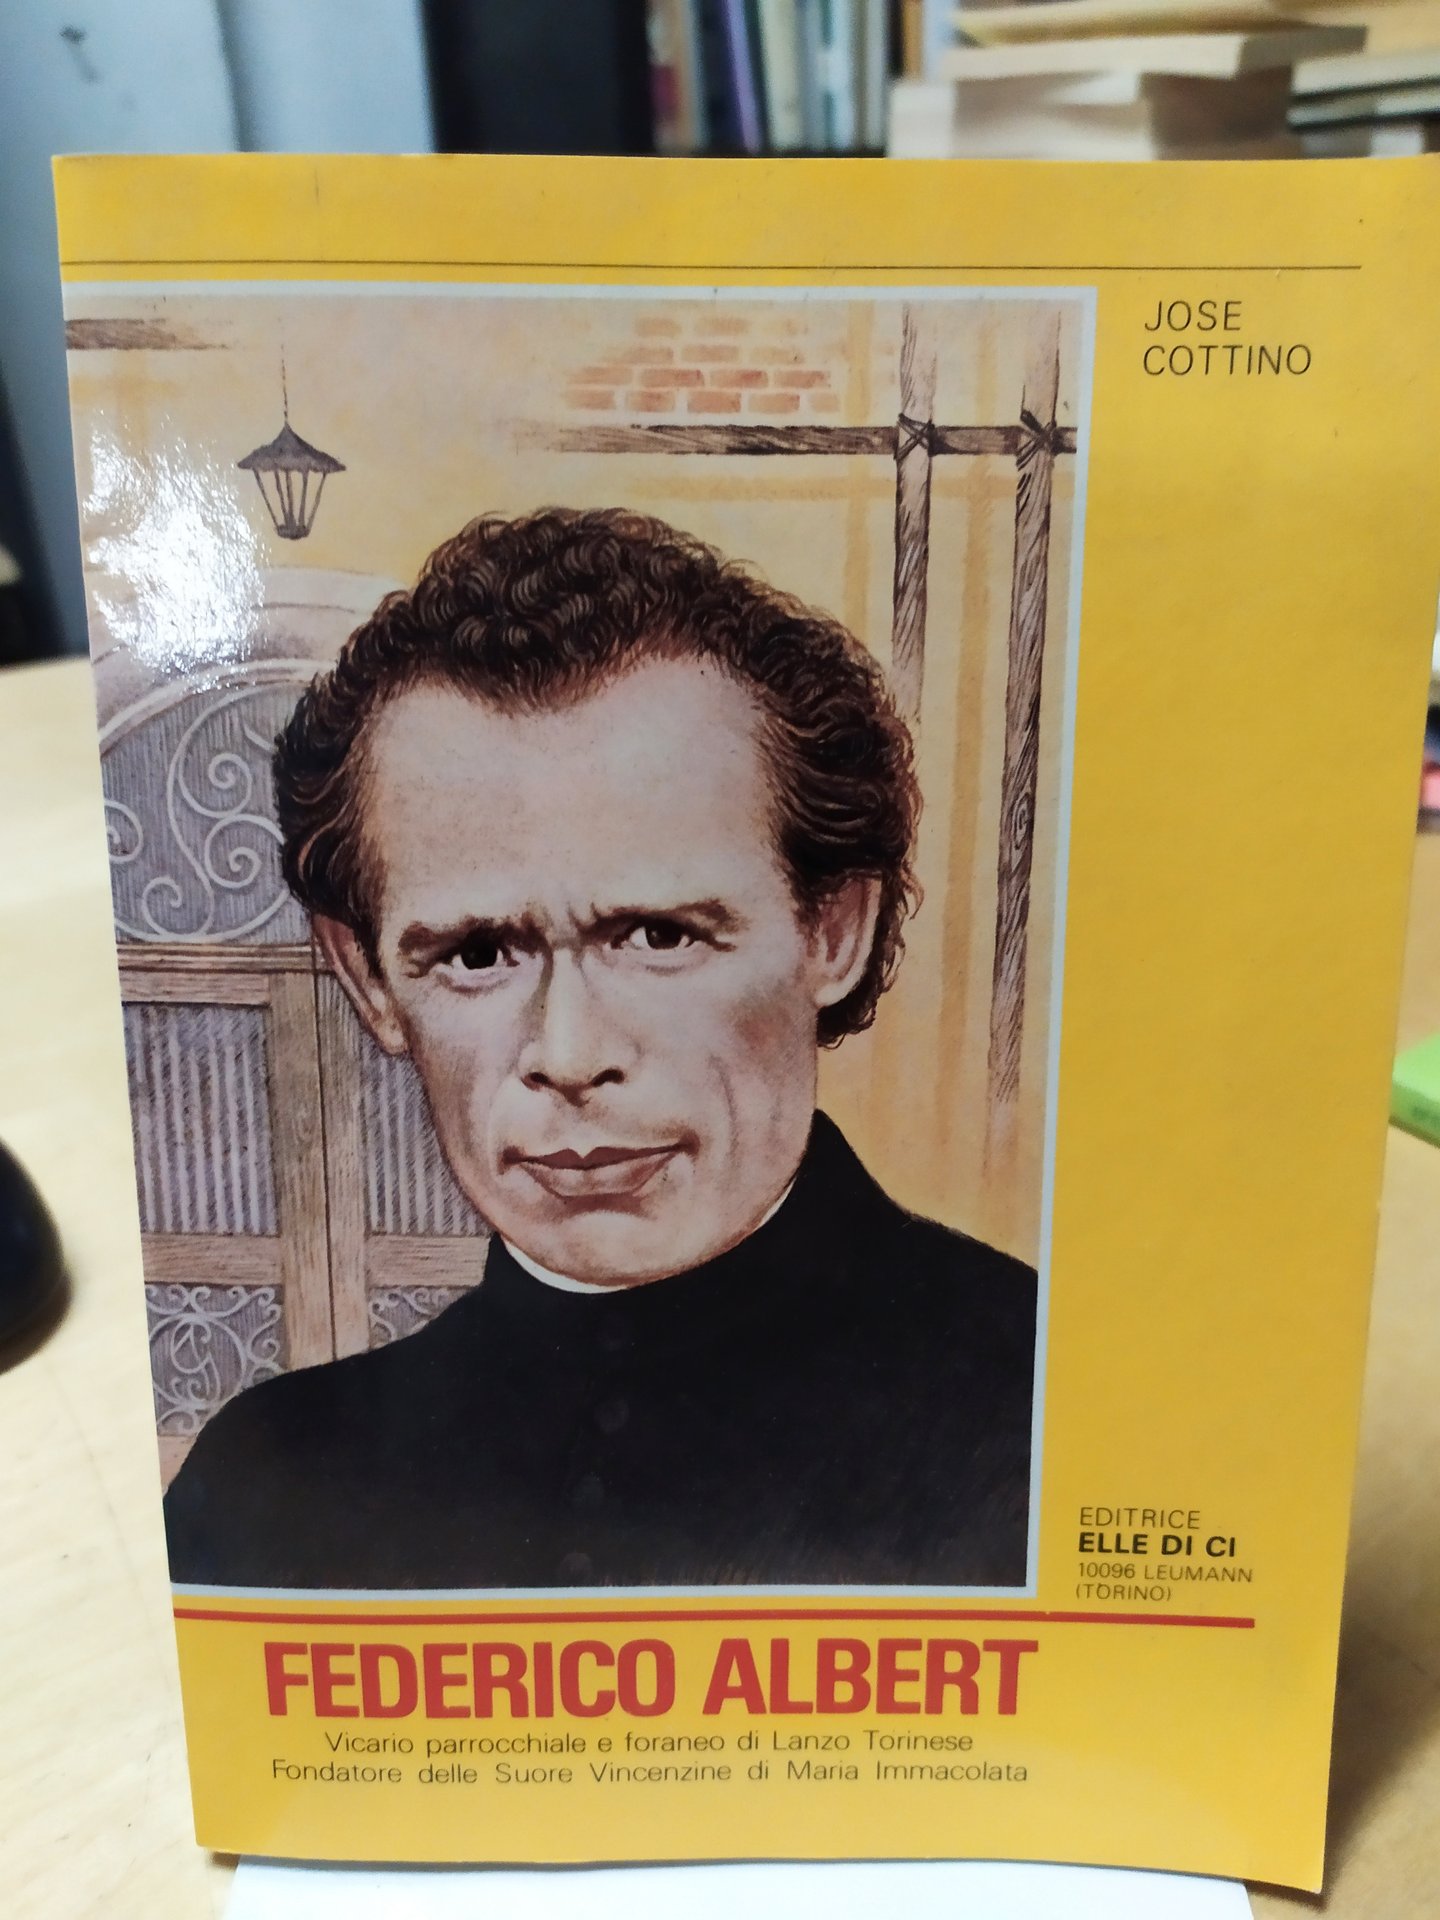 JOSE
COTTINO
EDITRICE
ELLE DI CI
10096 LEUMANN
(TORINO)
FEDERICO ALBERT
Vicario parrocchiale e foraneo di Lanzo Torinese
Fondatore delle Suore Vincenzine di Maria Immacolata